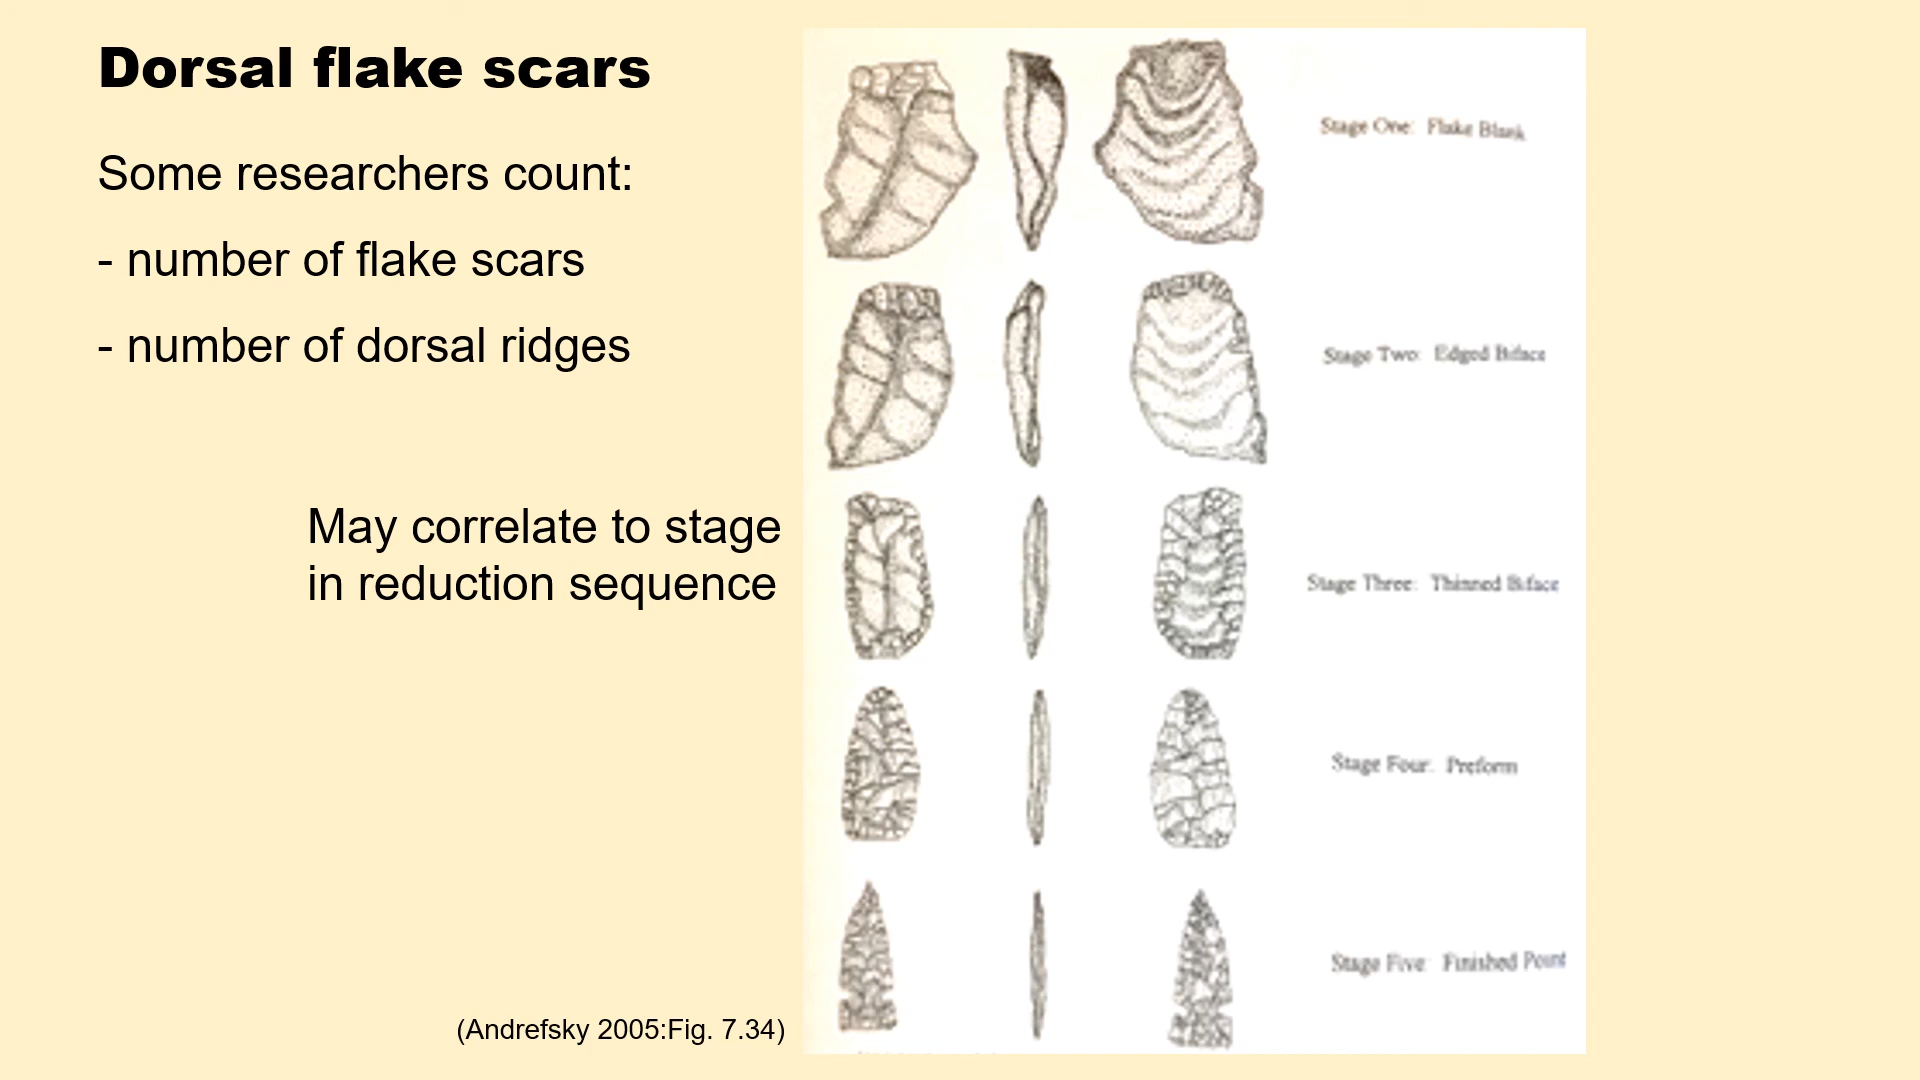 Dorsal flake scars
Some researchers count:
- number of flake scars
- number of dorsal ridges
May correlate to stage
in reduction sequence
(Andrefsky 2005:Fig. 7.34)
Stage One: Flake Blank
Stage Two: Edged Biface
Stage Three: Thinned Biface
Stage Four: Preform
Stage Five: Finished Point